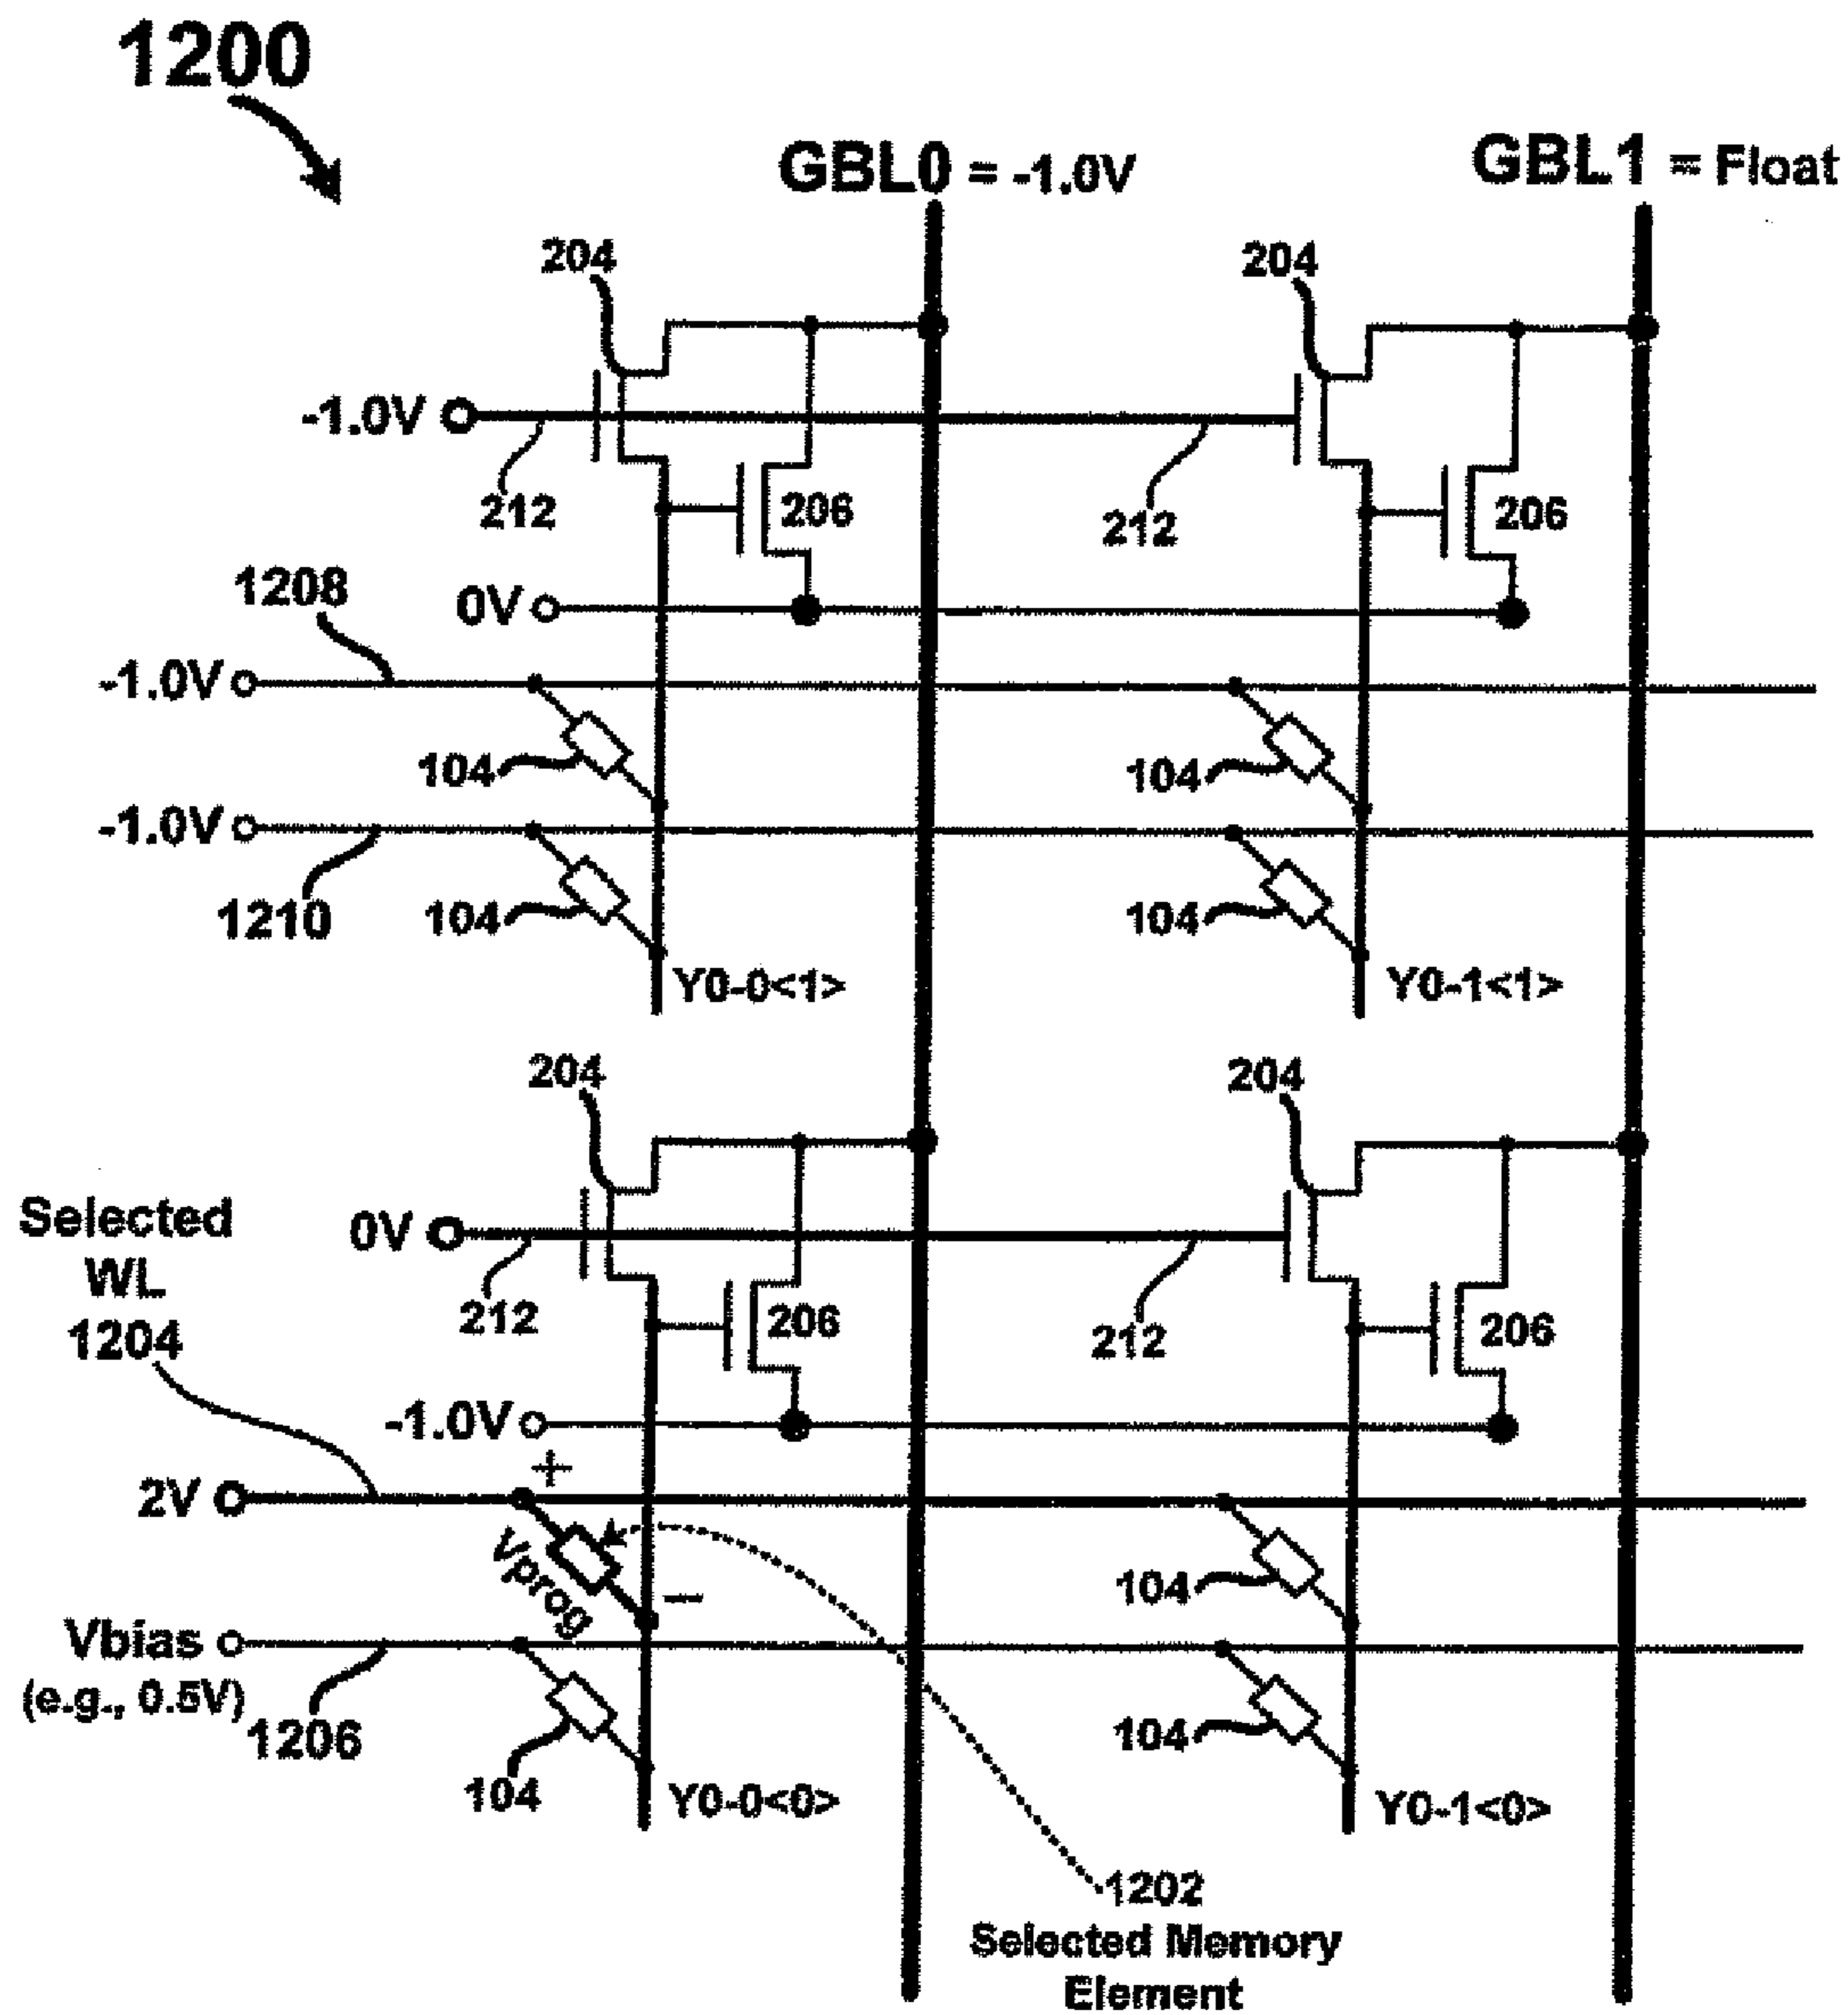 1200
GBL0 = -1.0V
GBL1 = Float
204
204
-1.0V
212
206
212
206
1208
0V
-1.0V
104
104
-1.0V
1210
104
104
Y0-0<1>
Y0-1<1>
204
204
Selected
WL
1204
0V
212
206
212
206
-1.0V
+
2V
Vprog
−
104
Vbias
(e.g., 0.5V)
1206
104
104
Y0-0<0>
Y0-1<0>
1202
Selected Memory
Element